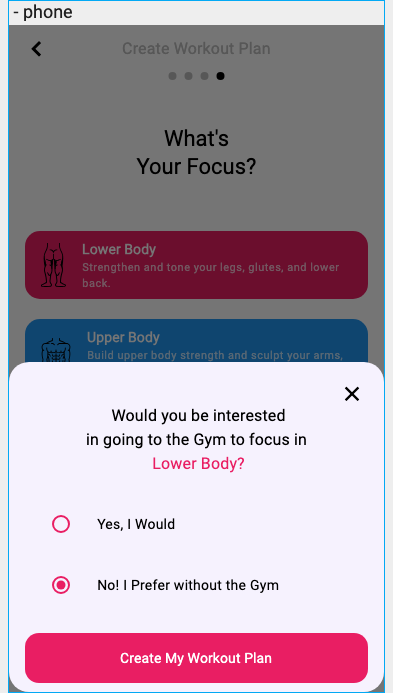 - phone
Create Workout Plan
What's
Your Focus?
Lower Body
Strengthen and tone your legs, glutes, and lower
back.
Upper Body
Build upper body strength and sculpt your arms,
Would you be interested
in going to the Gym to focus in
Lower Body?
Yes, I Would
No! I Prefer without the Gym
Create My Workout Plan